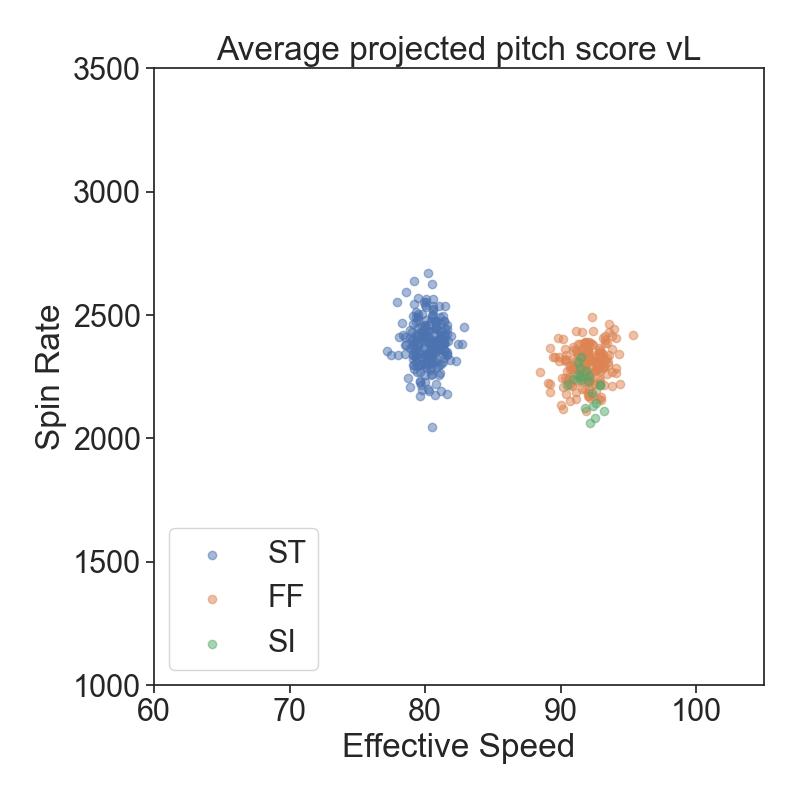 Average projected pitch score vL
3500
3000
2500
2000
1500
1000
Spin Rate
ST
FF
SI
60 70 80 90 100
Effective Speed